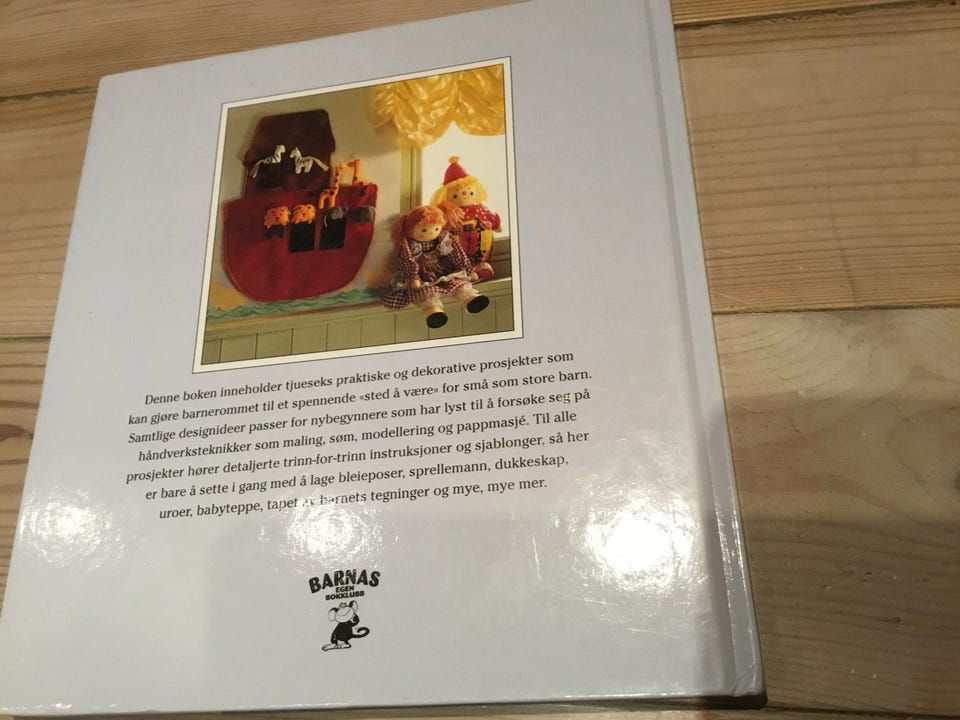 Denne boken inneholder tjueseks praktiske og dekorative prosjekter som
kan gjøre barnerommet til et spennende «sted å være» for små som store barn.
Samtlige designideer passer for nybegynnere som har lyst til å forsøke seg på
håndverksteknikker som maling, søm, modellering og pappmasjé. Til alle
prosjekter hører detaljerte trinn-for-trinn instruksjoner og sjablonger, så her
er bare å sette i gang med å lage bleieposer, sprellemann, dukkeskap,
uroer, babyteppe, tapet av barnets tegninger og mye, mye mer.
BARNAS
EGEN
BOKKLUBB